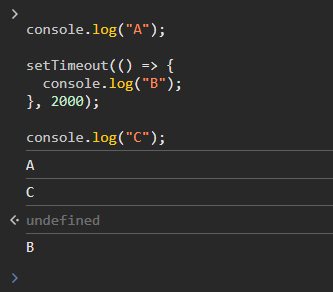 console.log("A");
setTimeout(() => {
  console.log("B");
}, 2000);
console.log("C");
A
C
undefined
B